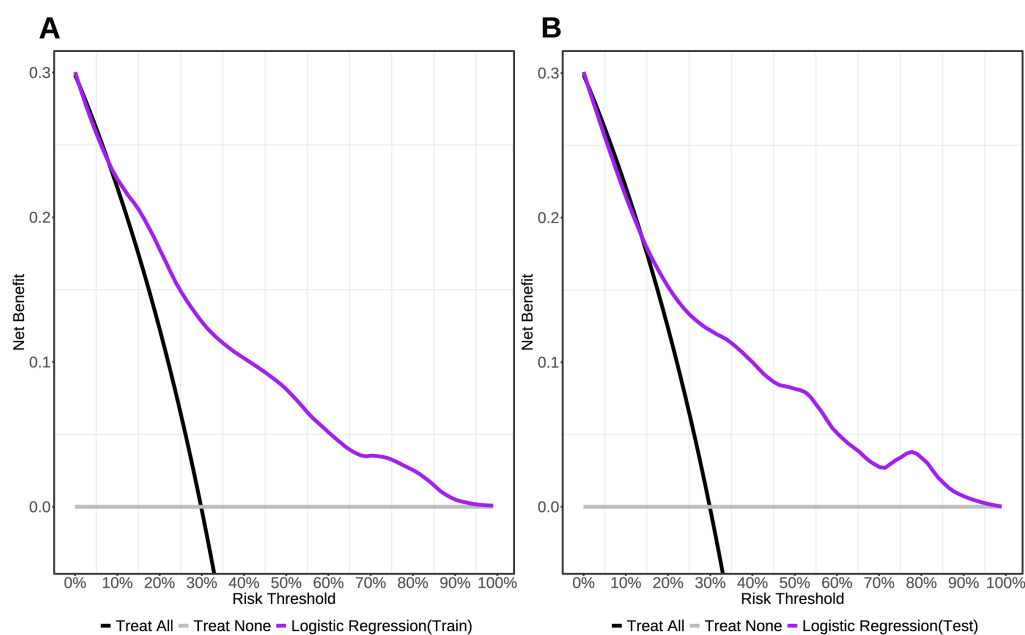 A
Net Benefit
0.3
0.2
0.1
0.0
0% 10% 20% 30% 40% 50% 60% 70% 80% 90% 100%
Risk Threshold
Treat All Treat None Logistic Regression(Train)
B
Net Benefit
0.3
0.2
0.1
0.0
0% 10% 20% 30% 40% 50% 60% 70% 80% 90% 100%
Risk Threshold
Treat All Treat None Logistic Regression(Test)